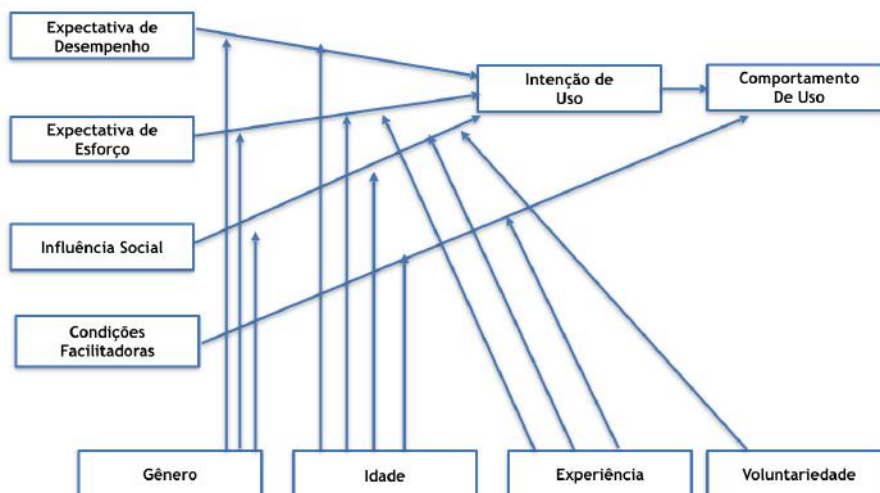 Expectativa de
Desempenho
Intenção de
Uso
Comportamento
De Uso
Expectativa de
Esforço
Influência Social
Condições
Facilitadoras
Gênero
Idade
Experiência
Voluntariedade